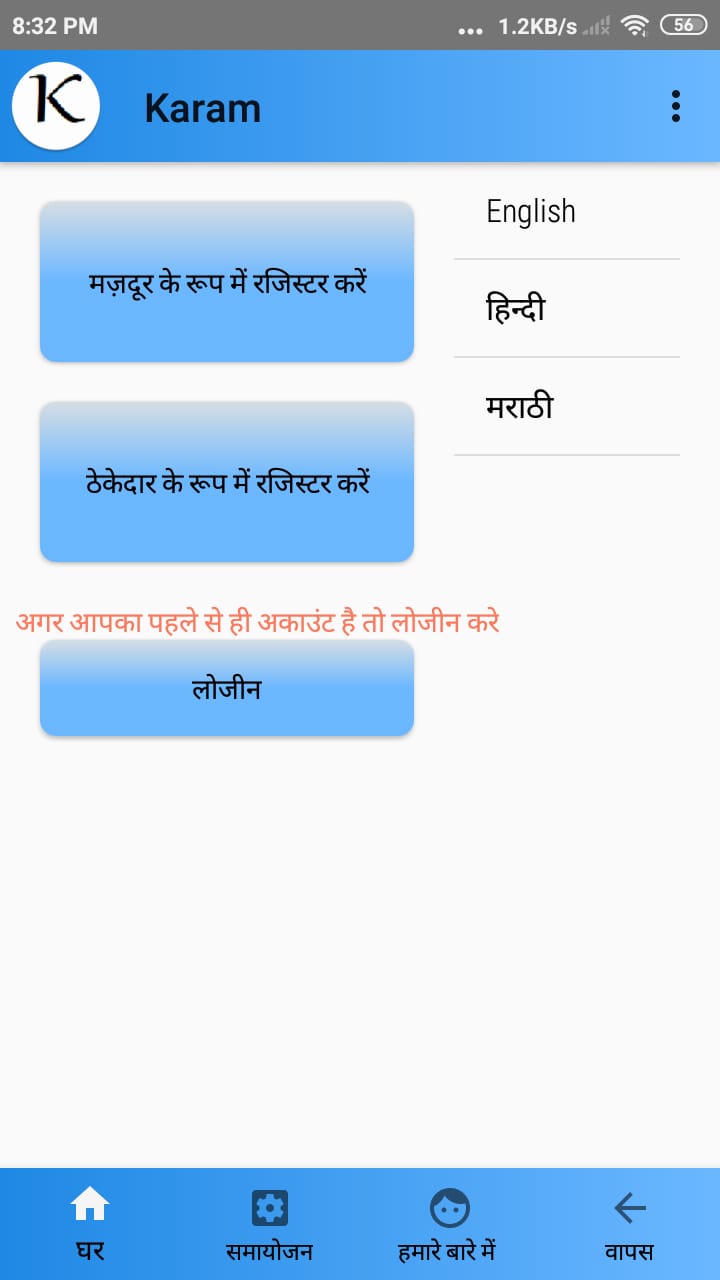 8:32 PM ... 1.2KB/s 56
K Karam
मज़दूर के रूप में रजिस्टर करें
English
हिन्दी
मराठी
ठेकेदार के रूप में रजिस्टर करें
अगर आपका पहले से ही अकाउंट है तो लोजीन करे
लोजीन
घर समायोजन हमारे बारे में वापस